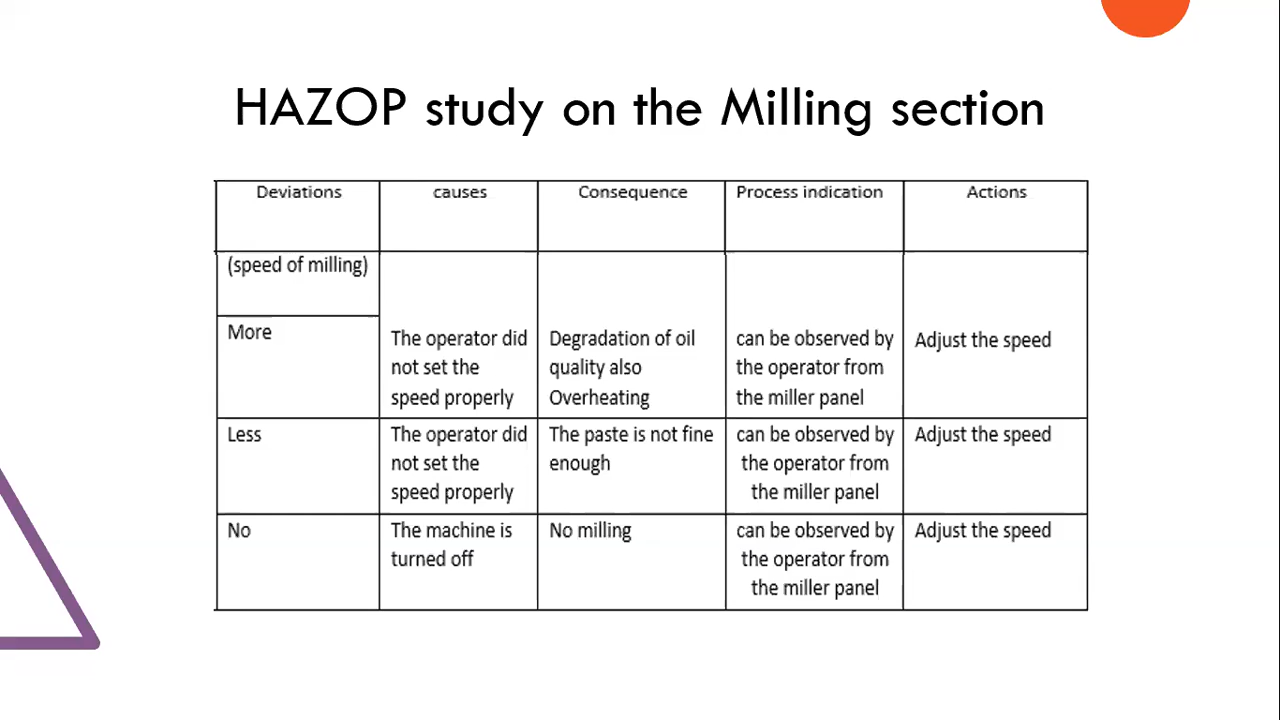 HAZOP study on the Milling section
Deviations
causes
Consequence
Process indication
Actions
(speed of milling)
More
The operator did
not set the
speed properly
Degradation of oil
quality also
Overheating
can be observed by
the operator from
the miller panel
Adjust the speed
Less
The operator did
not set the
speed properly
The paste is not fine
enough
can be observed by
the operator from
the miller panel
Adjust the speed
No
The machine is
turned off
No milling
can be observed by
the operator from
the miller panel
Adjust the speed